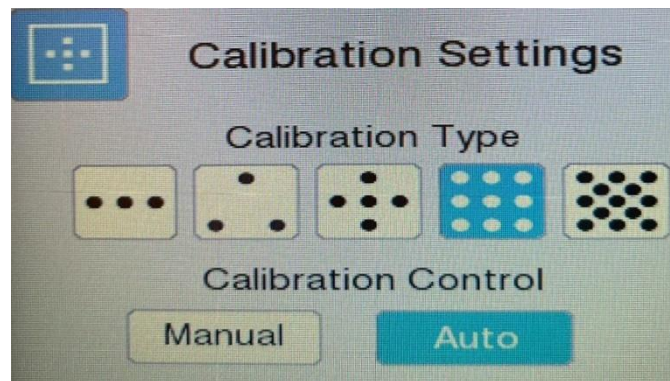 Calibration Settings
Calibration Type
Calibration Control
Manual Auto